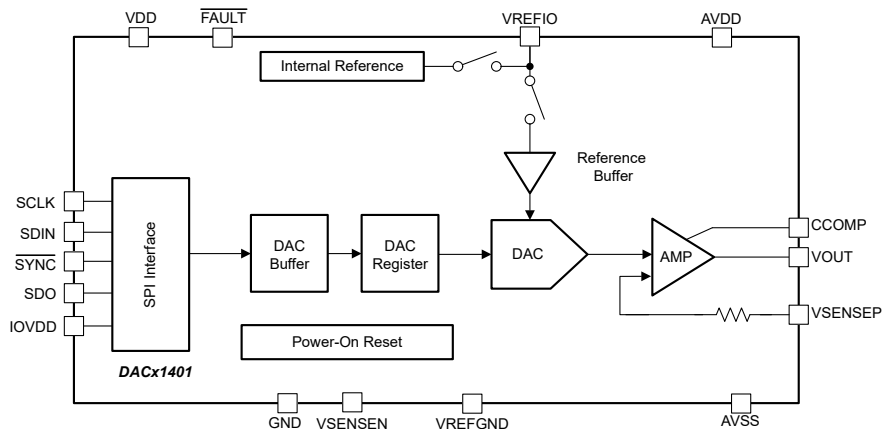 VDD
FAULT
VREFIO
AVDD
Internal Reference
Reference
Buffer
SCLK
SDIN
SYNC
SDO
IOVDD
SPI Interface
DAC
Buffer
DAC
Register
DAC
AMP
CCOMP
VOUT
VSENSEP
Power-On Reset
DACx1401
GND
VSENSEN
VREFGND
AVSS